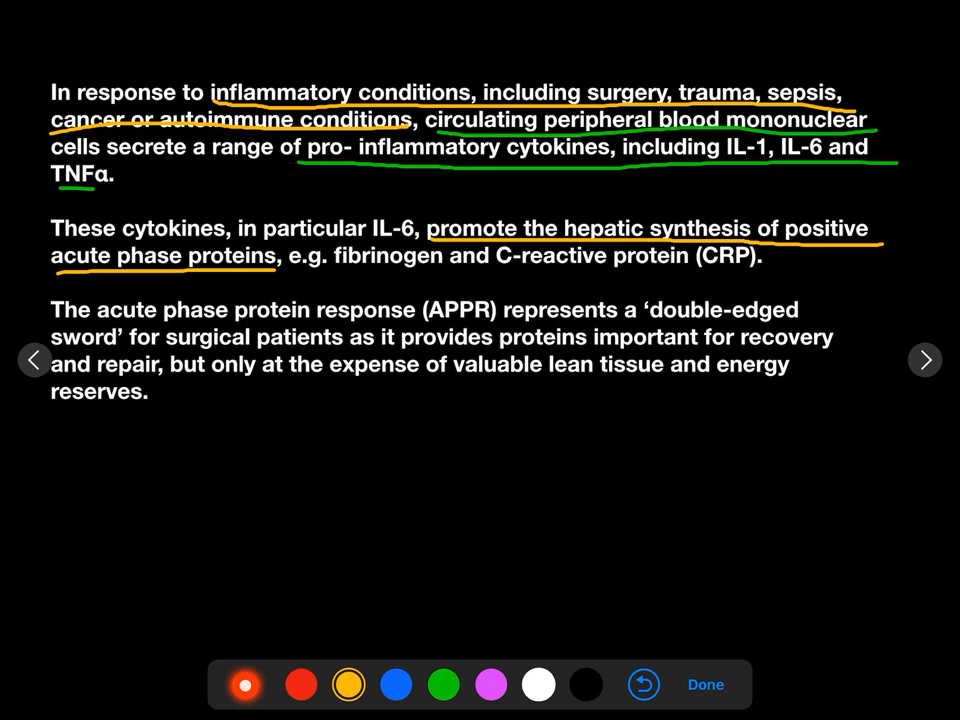 In response to inflammatory conditions, including surgery, trauma, sepsis,
cancer or autoimmune conditions, circulating peripheral blood mononuclear
cells secrete a range of pro- inflammatory cytokines, including IL-1, IL-6 and
TNFα.
These cytokines, in particular IL-6, promote the hepatic synthesis of positive
acute phase proteins, e.g. fibrinogen and C-reactive protein (CRP).
The acute phase protein response (APPR) represents a ‘double-edged
sword’ for surgical patients as it provides proteins important for recovery
and repair, but only at the expense of valuable lean tissue and energy
reserves.
Done